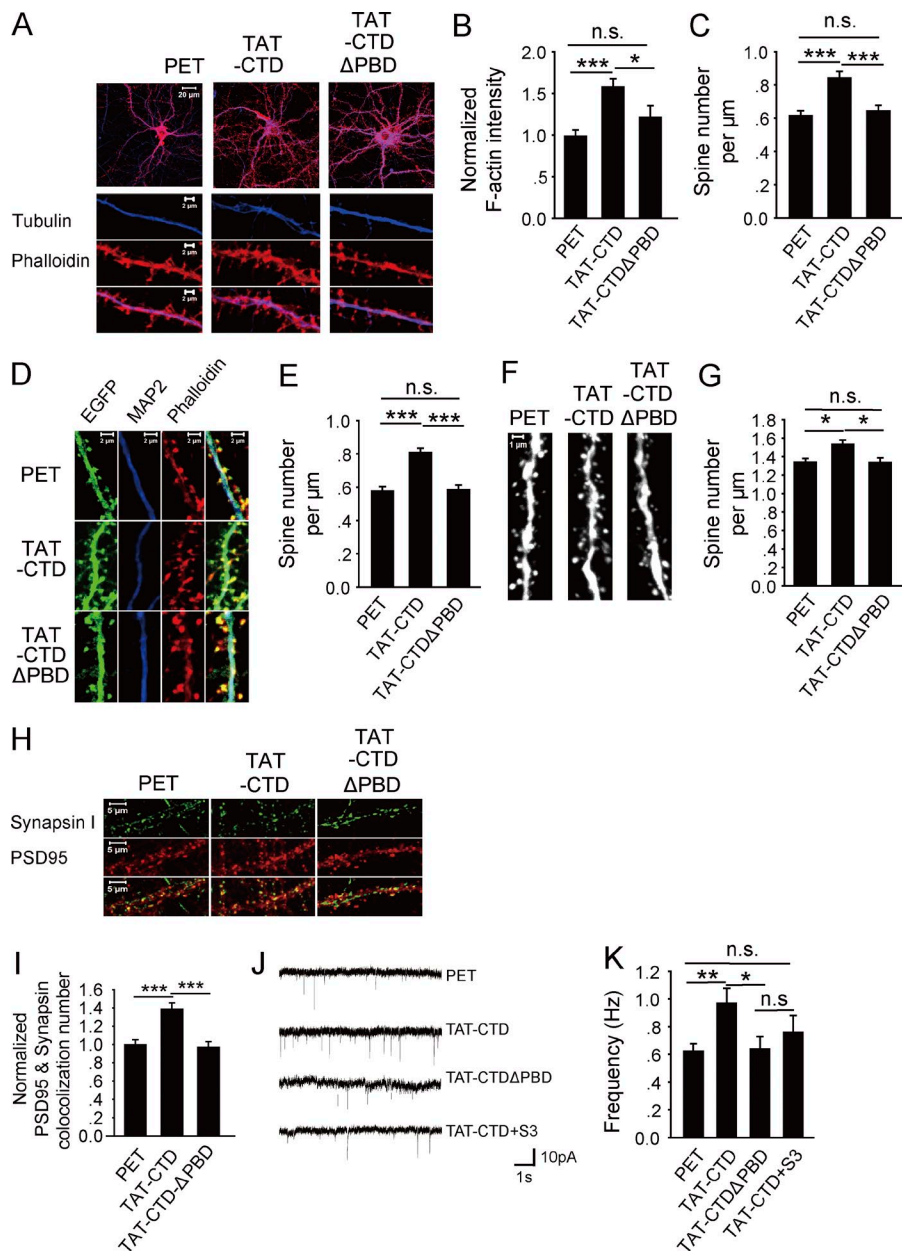 A
PET
TAT
-CTD
TAT
-CTD
ΔPBD
20 μm
Tubulin
2 μm
Phalloidin
2 μm
2 μm
B
n.s.
*** *
Normalized
F-actin intensity
2.0
1.5
1.0
0.5
0.0
PET
TAT-CTD
TAT-CTDΔPBD
C
n.s.
*** ***
Spine number
per μm
1.0
.8
.6
.4
.2
0.0
PET
TAT-CTD
TAT-CTDΔPBD
D
EGFP
MAP2
Phalloidin
2 μm
2 μm
2 μm
2 μm
PET
TAT
-CTD
TAT
-CTD
ΔPBD
E
n.s.
*** ***
Spine number
per μm
1.0
.8
.6
.4
.2
0.0
PET
TAT-CTD
TAT-CTDΔPBD
F
PET
TAT
-CTD
TAT
-CTD
ΔPBD
1 μm
G
n.s.
* *
Spine number
per μm
1.8
1.6
1.4
1.2
1.0
.8
.6
.4
.2
0.0
PET
TAT-CTD
TAT-CTDΔPBD
H
PET
TAT
-CTD
TAT
-CTD
ΔPBD
Synapsin I
5 μm
PSD95
5 μm
I
*** ***
Normalized
PSD95 & Synapsin
colocolization number
1.6
1.4
1.2
1.0
.8
.6
.4
.2
0.0
PET
TAT-CTD
TAT-CTD-ΔPBD
J
PET
TAT-CTD
TAT-CTDΔPBD
TAT-CTD+S3
10pA
1s
K
n.s.
** *
n.s
Frequency (Hz)
1.2
1.0
.8
.6
.4
.2
0.0
PET
TAT-CTD
TAT-CTDΔPBD
TAT-CTD+S3